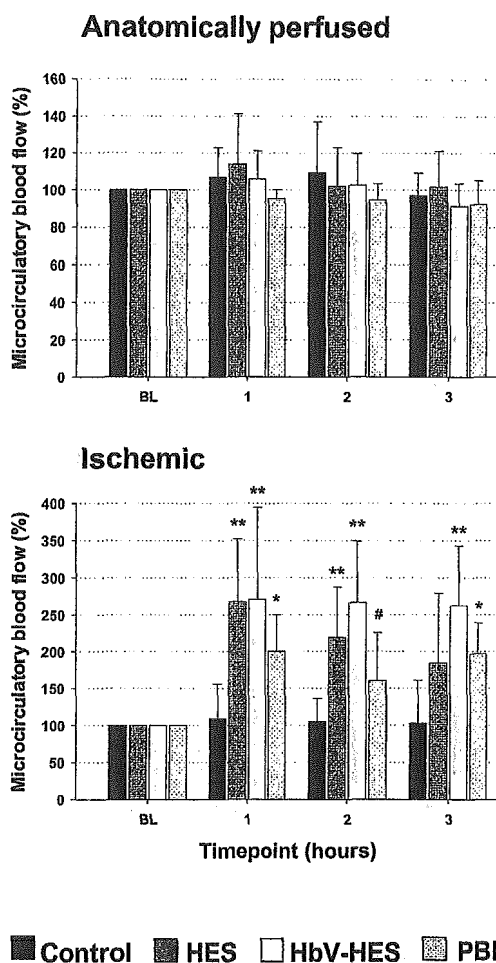 Anatomically perfused
Microcirculatory blood flow (%)
160
140
120
100
80
60
40
20
0
BL 1 2 3
Ischemic
Microcirculatory blood flow (%)
400
350
300
250
200
150
100
50
0
** ** * ** ** # ** *
BL 1 2 3
Timepoint (hours)
Control HES HbV-HES